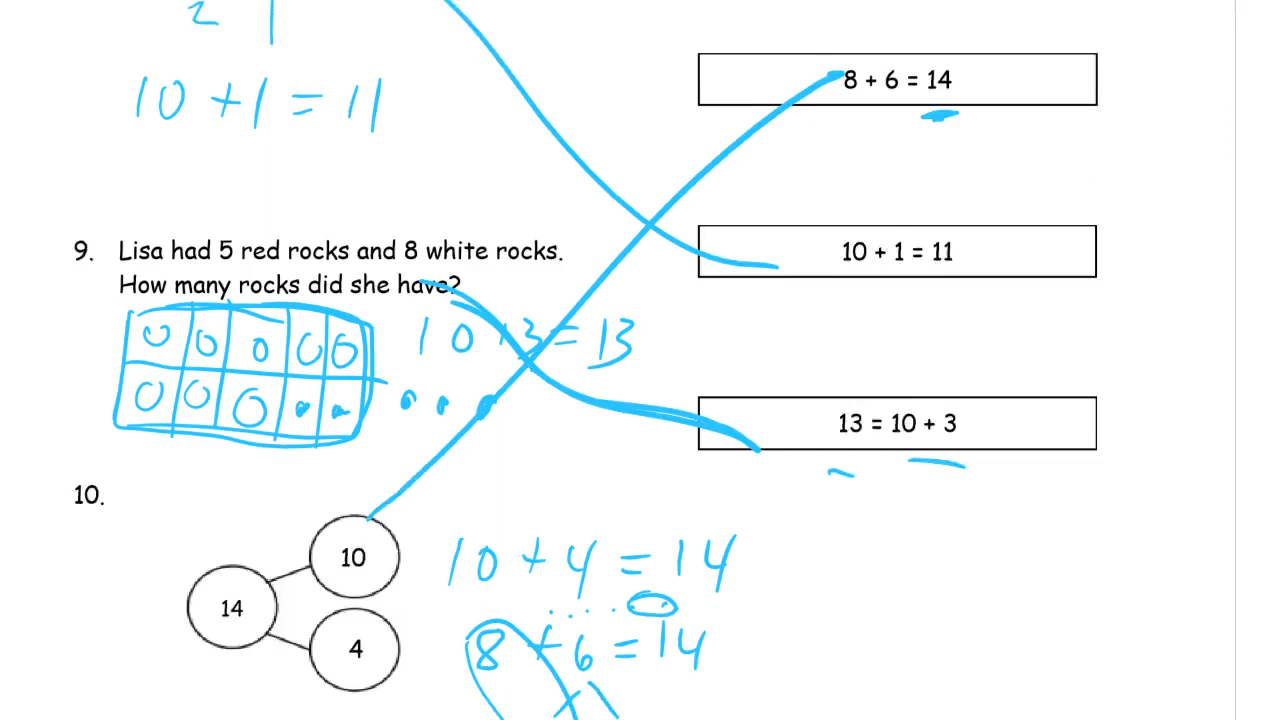 2 1
10 + 1 = 11
8 + 6 = 14
10 + 1 = 11
9. Lisa had 5 red rocks and 8 white rocks.
How many rocks did she have?
10 + 3 = 13
13 = 10 + 3
10.
10
14
4
10 + 4 = 14
8 + 6 = 14